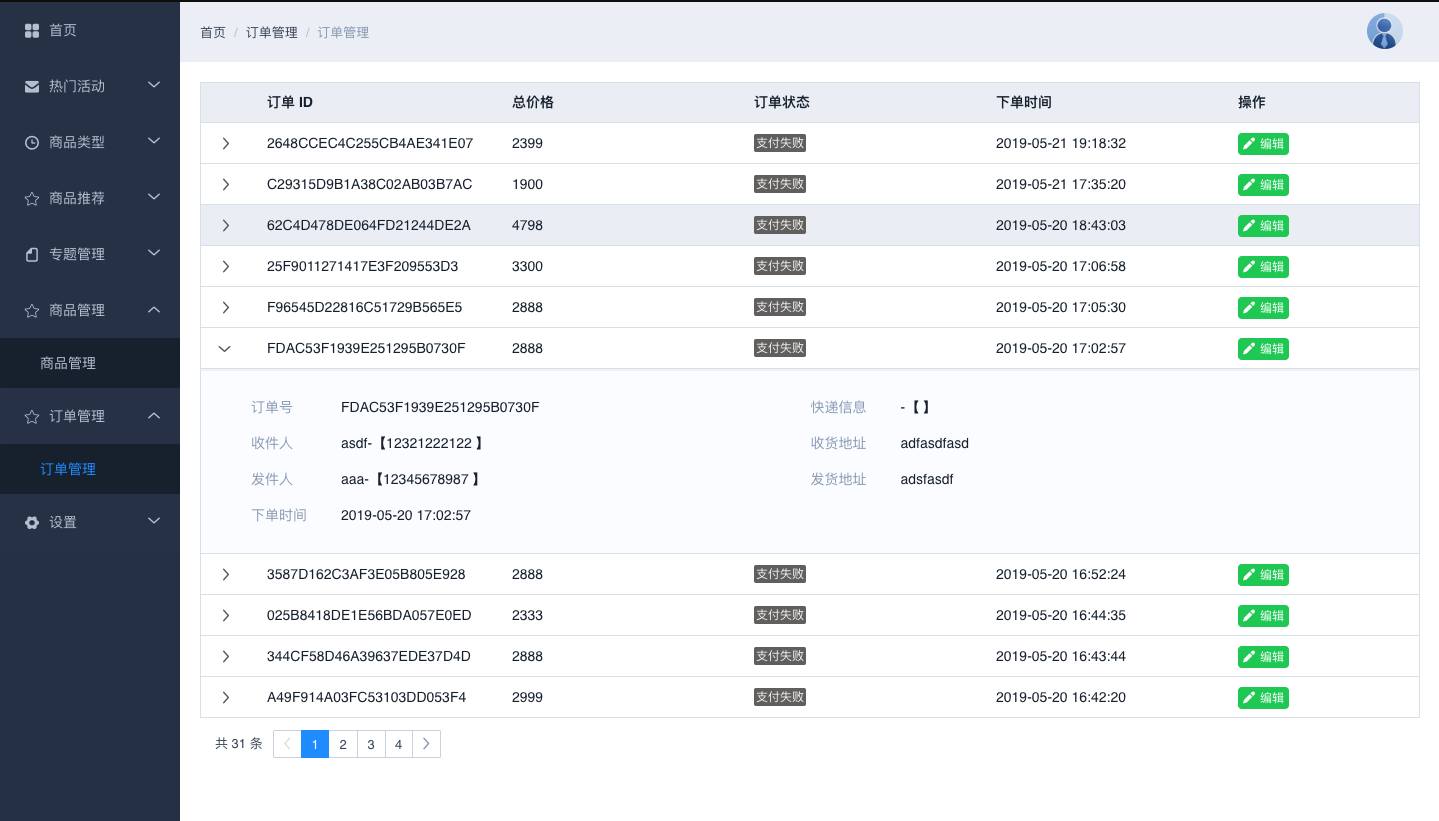 首页
热门活动
商品类型
商品推荐
专题管理
商品管理
商品管理
订单管理
订单管理
设置
首页 / 订单管理 / 订单管理
订单 ID 总价格 订单状态 下单时间 操作
2648CCEC4C255CB4AE341E07 2399 支付失败 2019-05-21 19:18:32 编辑
C29315D9B1A38C02AB03B7AC 1900 支付失败 2019-05-21 17:35:20 编辑
62C4D478DE064FD21244DE2A 4798 支付失败 2019-05-20 18:43:03 编辑
25F9011271417E3F209553D3 3300 支付失败 2019-05-20 17:06:58 编辑
F96545D22816C51729B565E5 2888 支付失败 2019-05-20 17:05:30 编辑
FDAC53F1939E251295B0730F 2888 支付失败 2019-05-20 17:02:57 编辑
订单号 FDAC53F1939E251295B0730F 快递信息 -【 】
收件人 asdf-【12321222122 】 收货地址 adfasdfasd
发件人 aaa-【12345678987 】 发货地址 adsfasdf
下单时间 2019-05-20 17:02:57
3587D162C3AF3E05B805E928 2888 支付失败 2019-05-20 16:52:24 编辑
025B8418DE1E56BDA057E0ED 2333 支付失败 2019-05-20 16:44:35 编辑
344CF58D46A39637EDE37D4D 2888 支付失败 2019-05-20 16:43:44 编辑
A49F914A03FC53103DD053F4 2999 支付失败 2019-05-20 16:42:20 编辑
共 31 条 1 2 3 4